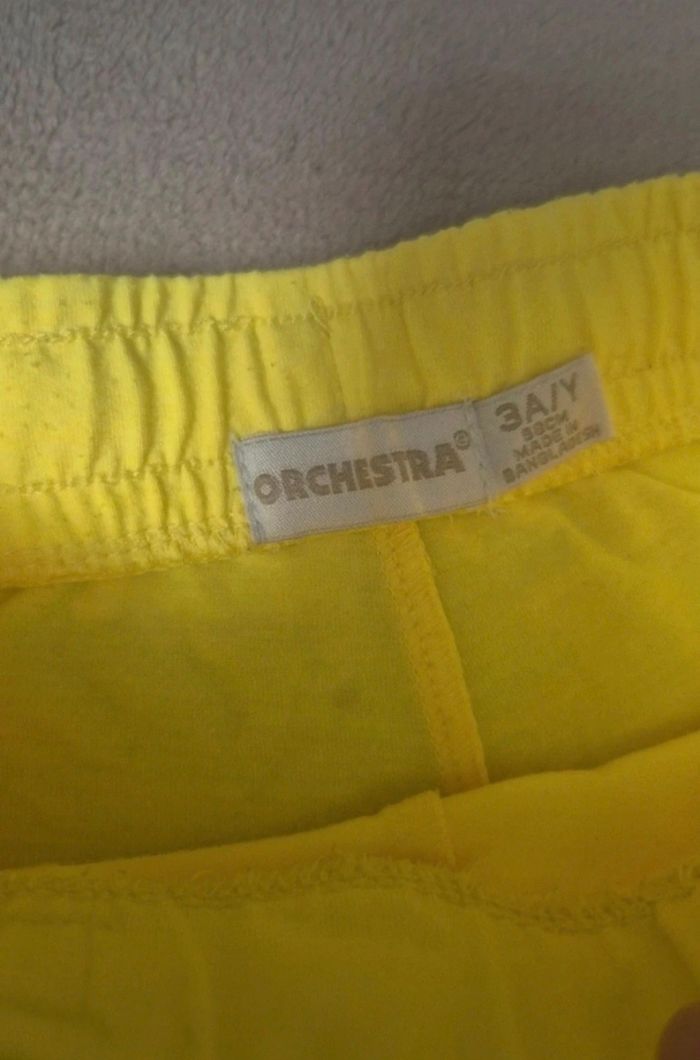 ORCHESTRA®
3A/Y
98CM
MADE IN
BANGLADESH